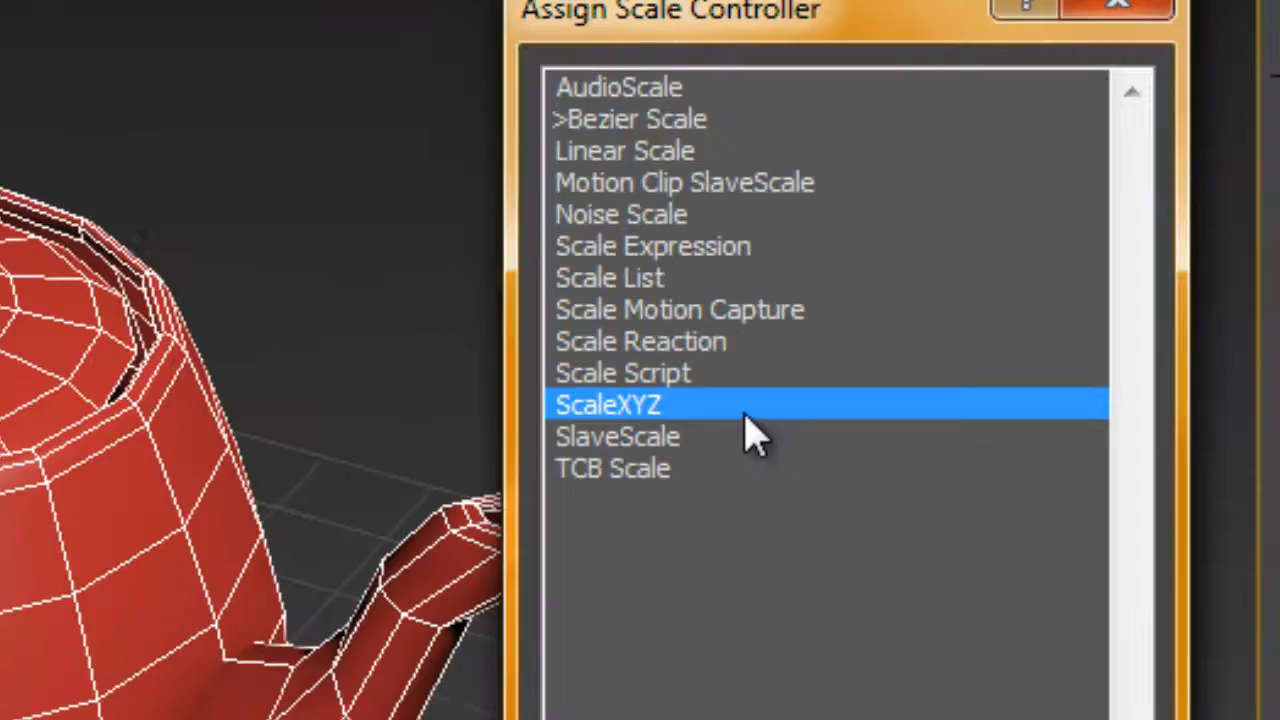 Assign Scale Controller
?
AudioScale
>Bezier Scale
Linear Scale
Motion Clip SlaveScale
Noise Scale
Scale Expression
Scale List
Scale Motion Capture
Scale Reaction
Scale Script
ScaleXYZ
SlaveScale
TCB Scale